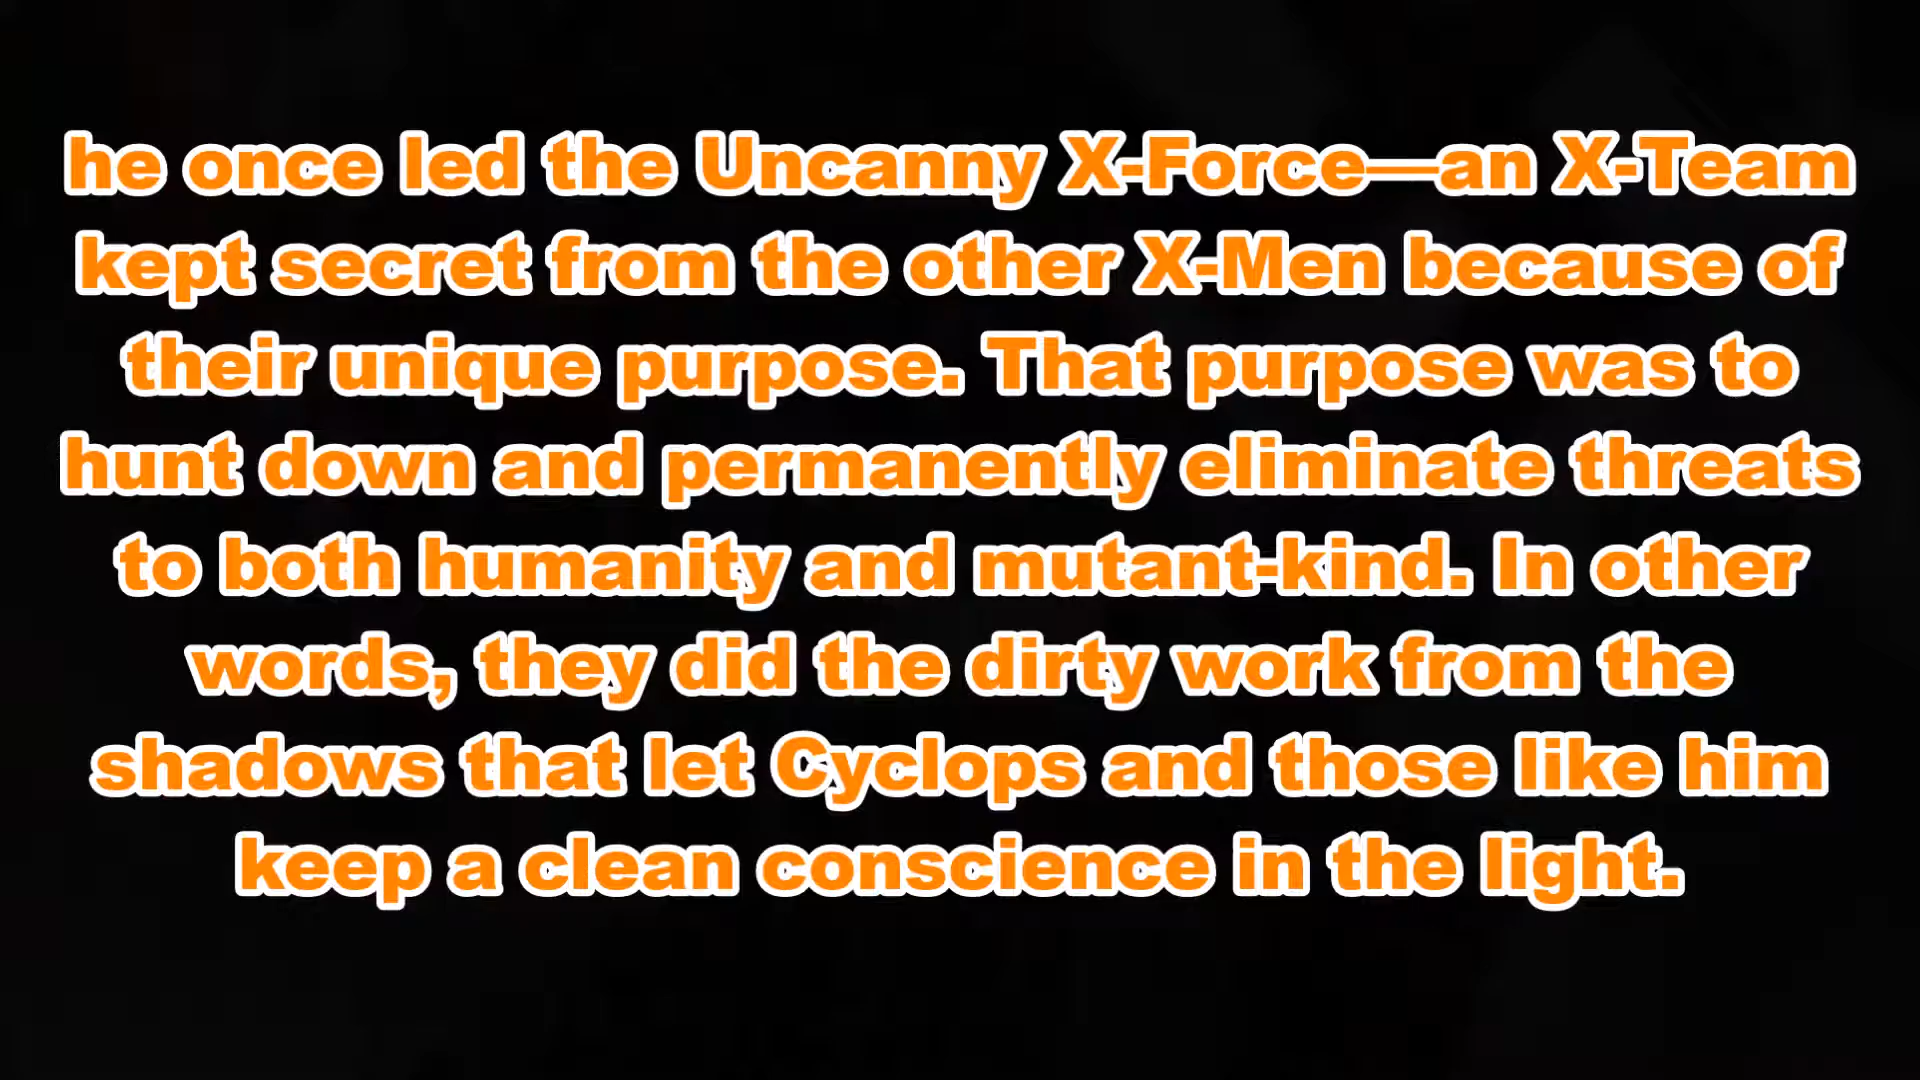 he once led the Uncanny X-Force—an X-Team
kept secret from the other X-Men because of
their unique purpose. That purpose was to
hunt down and permanently eliminate threats
to both humanity and mutant-kind. In other
words, they did the dirty work from the
shadows that let Cyclops and those like him
keep a clean conscience in the light.